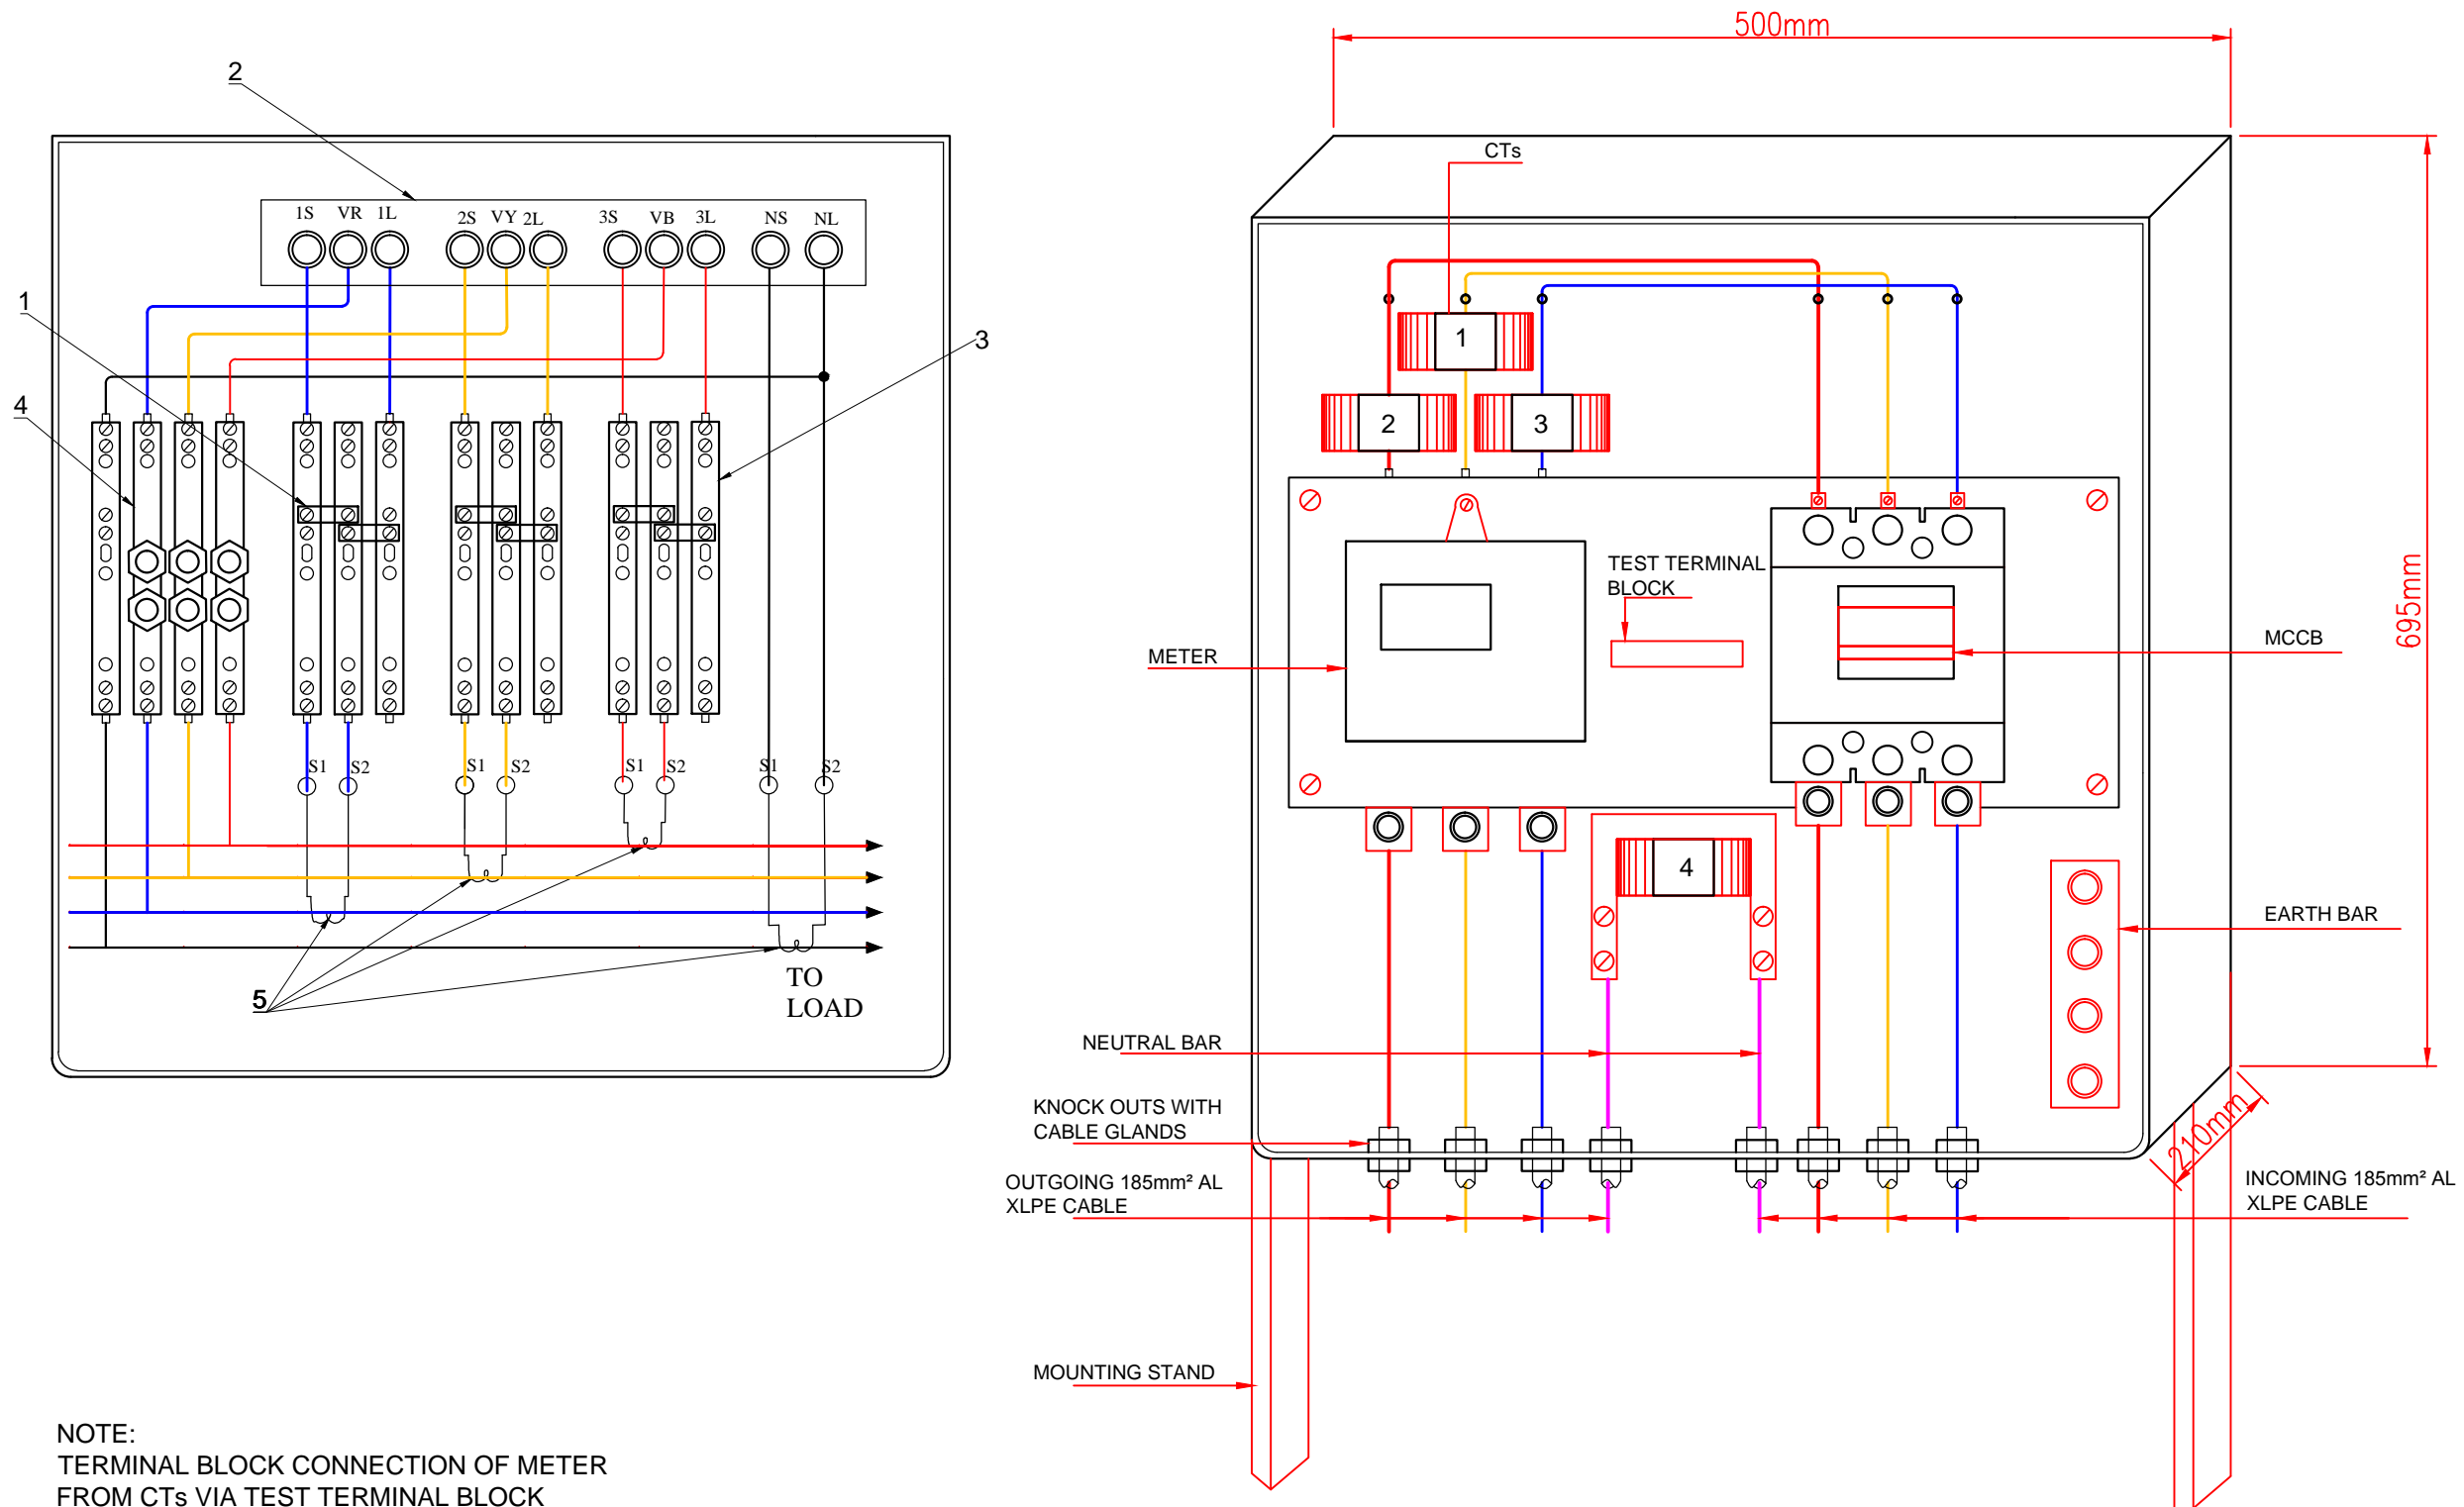 2
1S VR 1L 2S VY 2L 3S VB 3L NS NL
1
3
4
S1 S2 S1 S2 S1 S2 S1 S2
5
TO
LOAD
NOTE:
TERMINAL BLOCK CONNECTION OF METER
FROM CTs VIA TEST TERMINAL BLOCK
500mm
CTs
1
2
3
TEST TERMINAL
BLOCK
METER
MCCB
695mm
4
EARTH BAR
NEUTRAL BAR
KNOCK OUTS WITH
CABLE GLANDS
210mm
OUTGOING 185mm² AL
XLPE CABLE
INCOMING 185mm² AL
XLPE CABLE
MOUNTING STAND